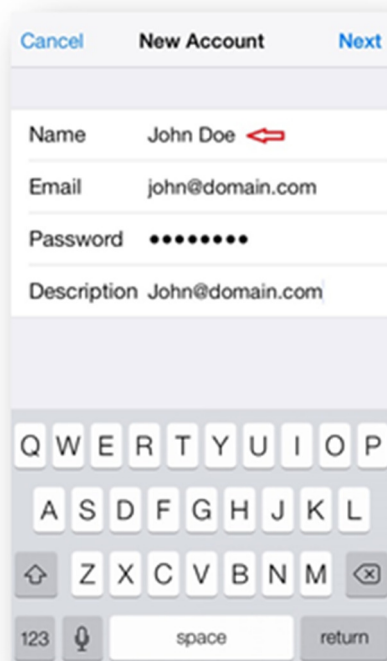 Cancel New Account Next
Name John Doe
Email john@domain.com
Password ••••••••
Description John@domain.com
Q W E R T Y U I O P
A S D F G H J K L
Z X C V B N M
123 space return